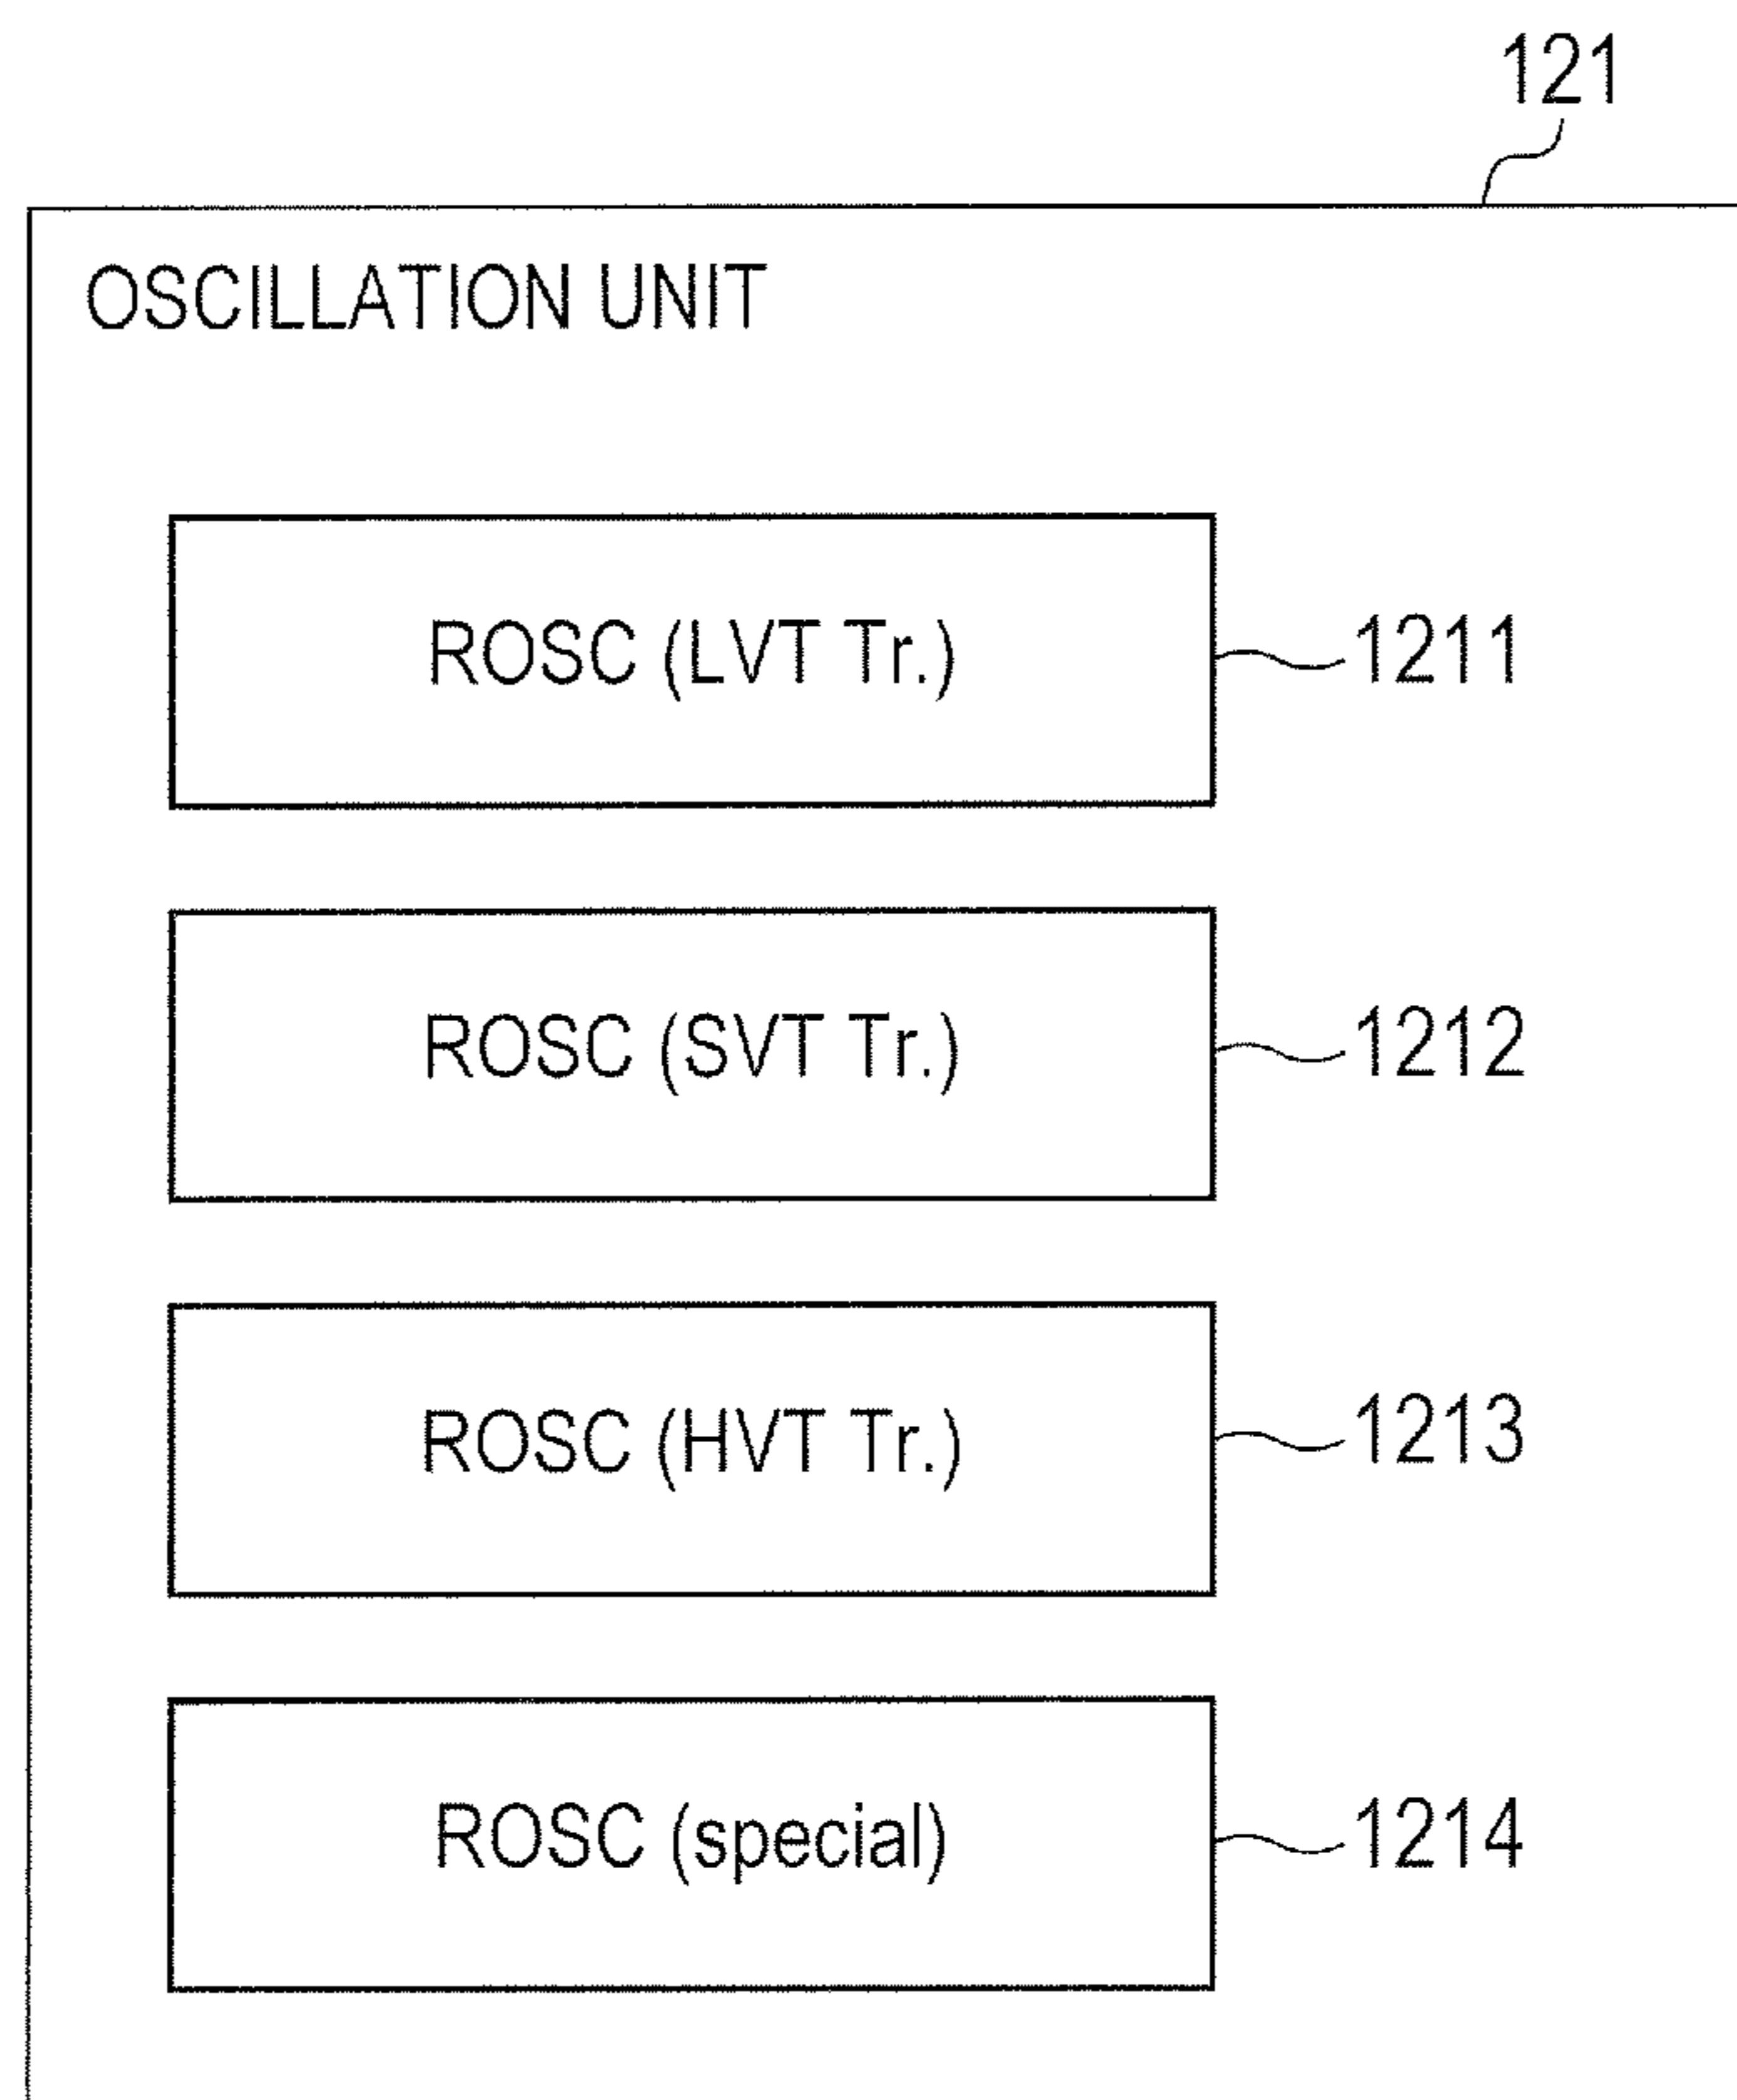 121
OSCILLATION UNIT
ROSC (LVT Tr.)
1211
ROSC (SVT Tr.)
1212
ROSC (HVT Tr.)
1213
ROSC (special)
1214